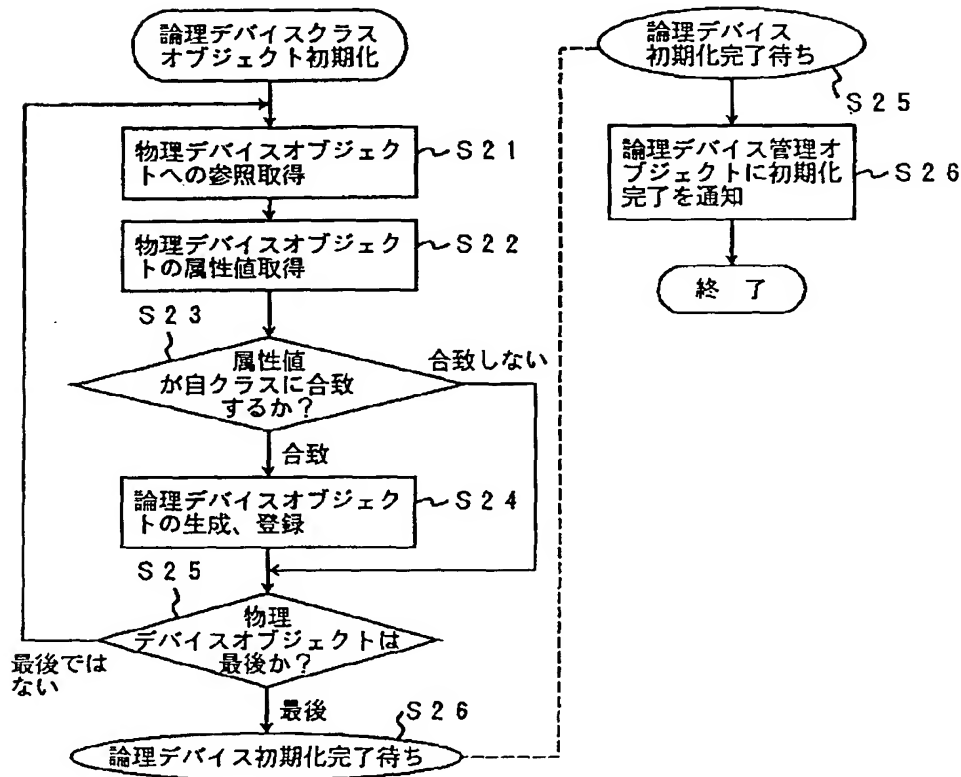 論理デバイスクラス
オブジェクト初期化
物理デバイスオブジェク
トへの参照取得
S21
物理デバイスオブジェク
トの属性値取得
S22
S23
属性値
が自クラスに合致
するか?
合致しない
合致
論理デバイスオブジェク
トの生成、登録
S24
S25
物理
デバイスオブジェクトは
最後か?
最後では
ない
最後
S26
論理デバイス初期化完了待ち
論理デバイス
初期化完了待ち
S25
論理デバイス管理オ
ブジェクトに初期化
完了を通知
S26
終 了